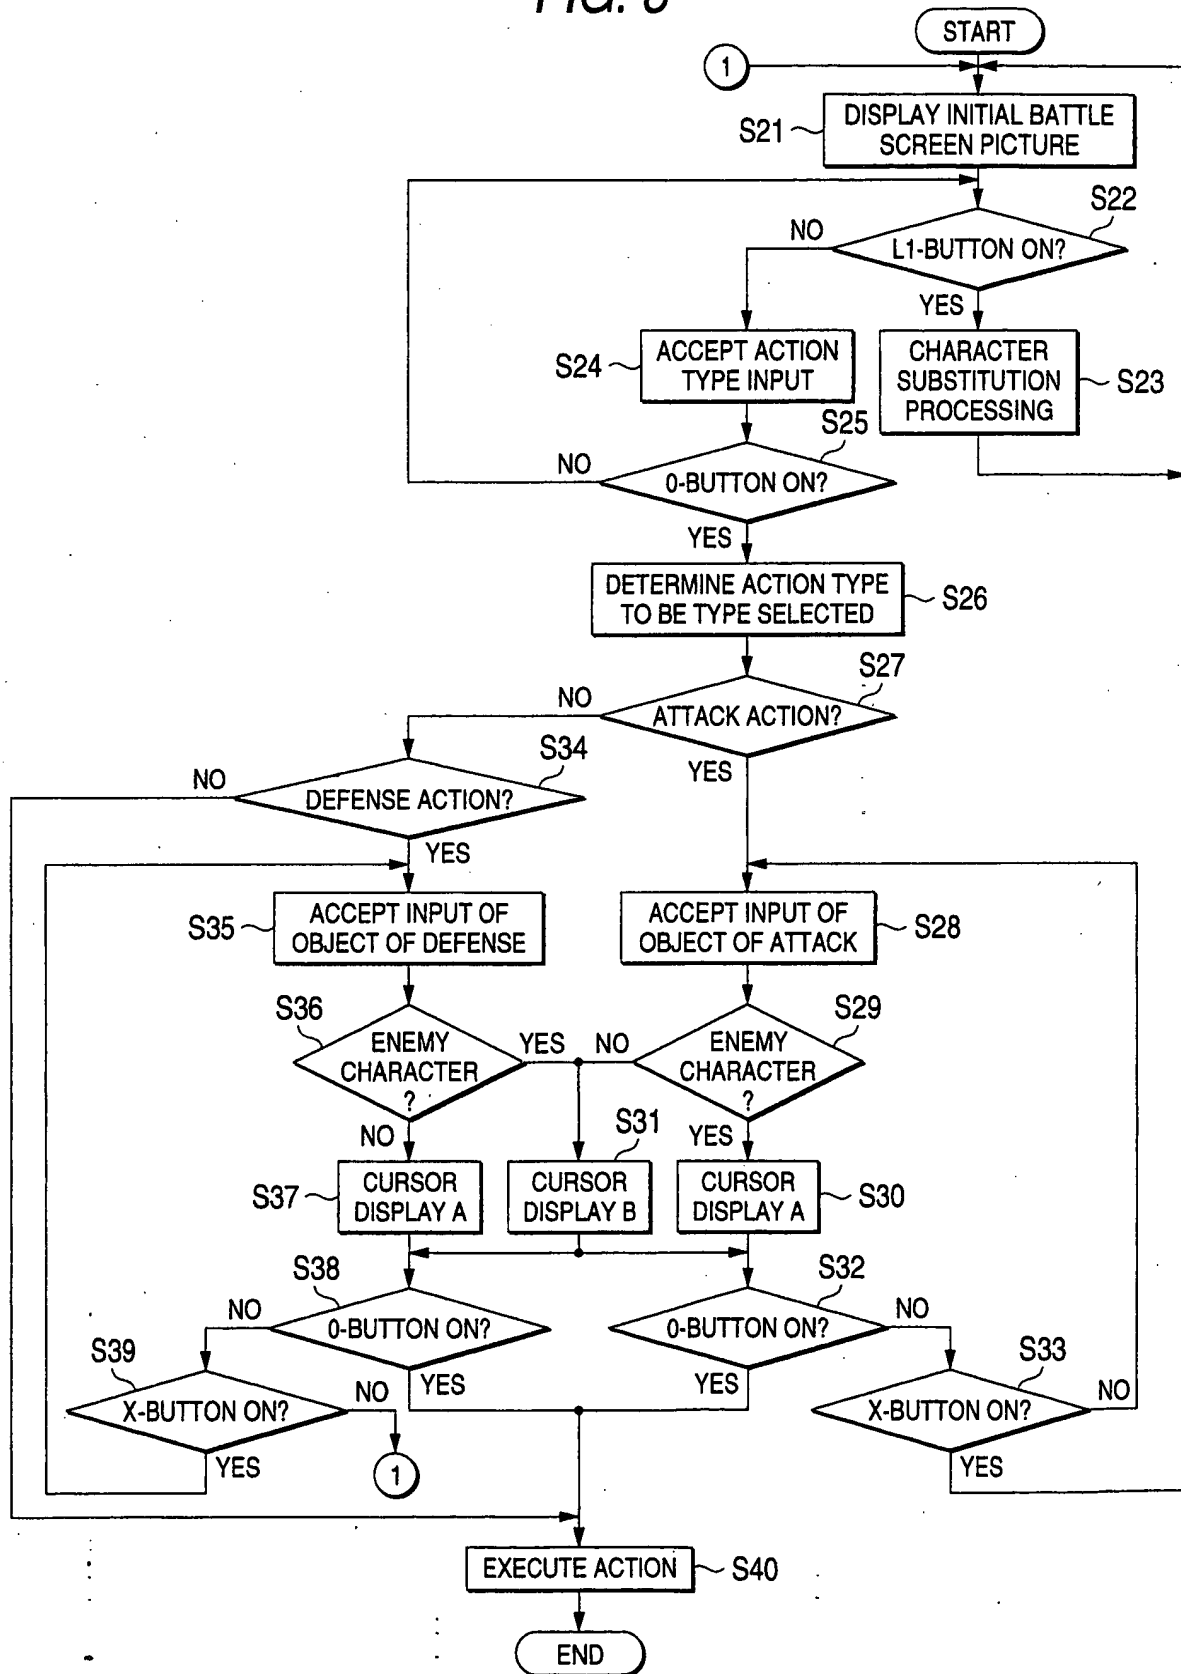 START
1
DISPLAY INITIAL BATTLE
SCREEN PICTURE
S21
S22
L1-BUTTON ON?
NO
YES
ACCEPT ACTION
TYPE INPUT
S24
CHARACTER
SUBSTITUTION
PROCESSING
S23
S25
0-BUTTON ON?
NO
YES
DETERMINE ACTION TYPE
TO BE TYPE SELECTED
S26
S27
ATTACK ACTION?
NO
YES
S34
DEFENSE ACTION?
NO
YES
S35
ACCEPT INPUT OF
OBJECT OF DEFENSE
ACCEPT INPUT OF
OBJECT OF ATTACK
S28
S36
ENEMY
CHARACTER
?
YES
NO
S29
ENEMY
CHARACTER
?
NO
YES
S37
CURSOR
DISPLAY A
S31
CURSOR
DISPLAY B
CURSOR
DISPLAY A
S30
S38
0-BUTTON ON?
NO
YES
S32
0-BUTTON ON?
NO
YES
S39
X-BUTTON ON?
NO
YES
1
S33
X-BUTTON ON?
NO
YES
EXECUTE ACTION
S40
END